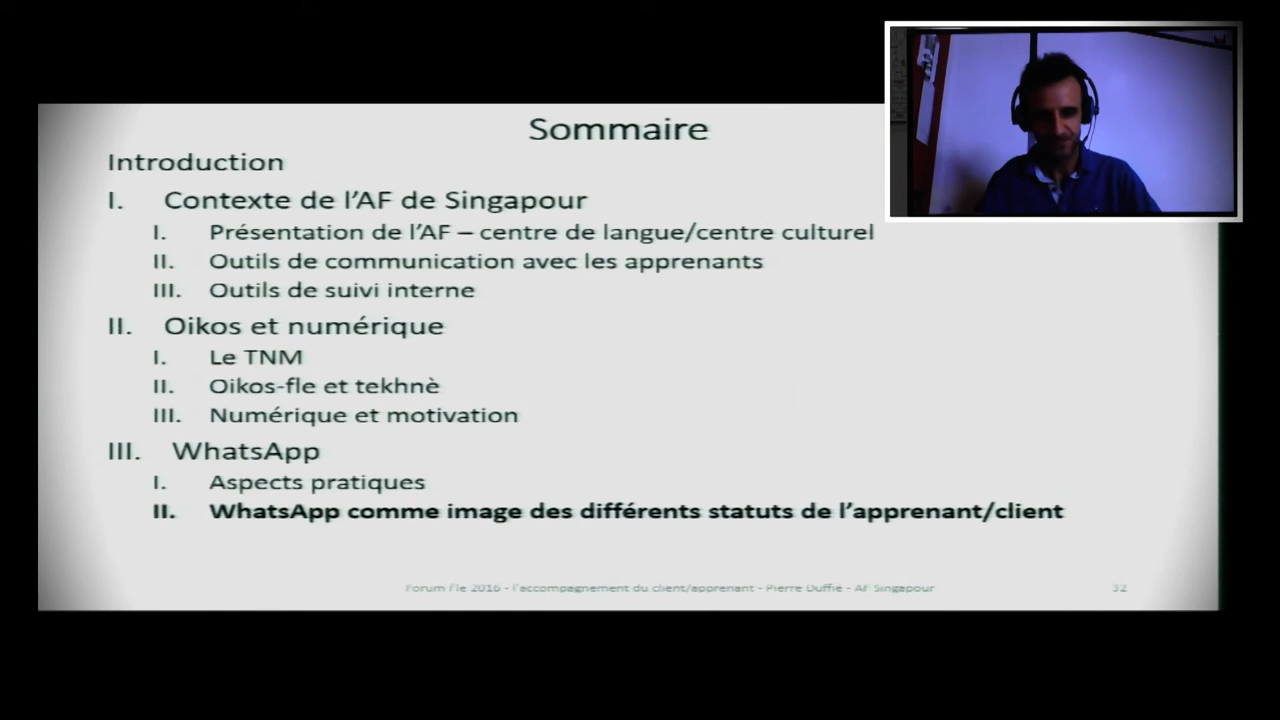 Sommaire
Introduction
I. Contexte de l'AF de Singapour
I. Présentation de l'AF – centre de langue/centre culturel
II. Outils de communication avec les apprenants
III. Outils de suivi interne
II. Oikos et numérique
I. Le TNM
II. Oikos-fle et tekhnè
III. Numérique et motivation
III. WhatsApp
I. Aspects pratiques
II. WhatsApp comme image des différents statuts de l'apprenant/client
Forum Fle 2016 - l'accompagnement du client/apprenant - Pierre Duffié - AF Singapour 32